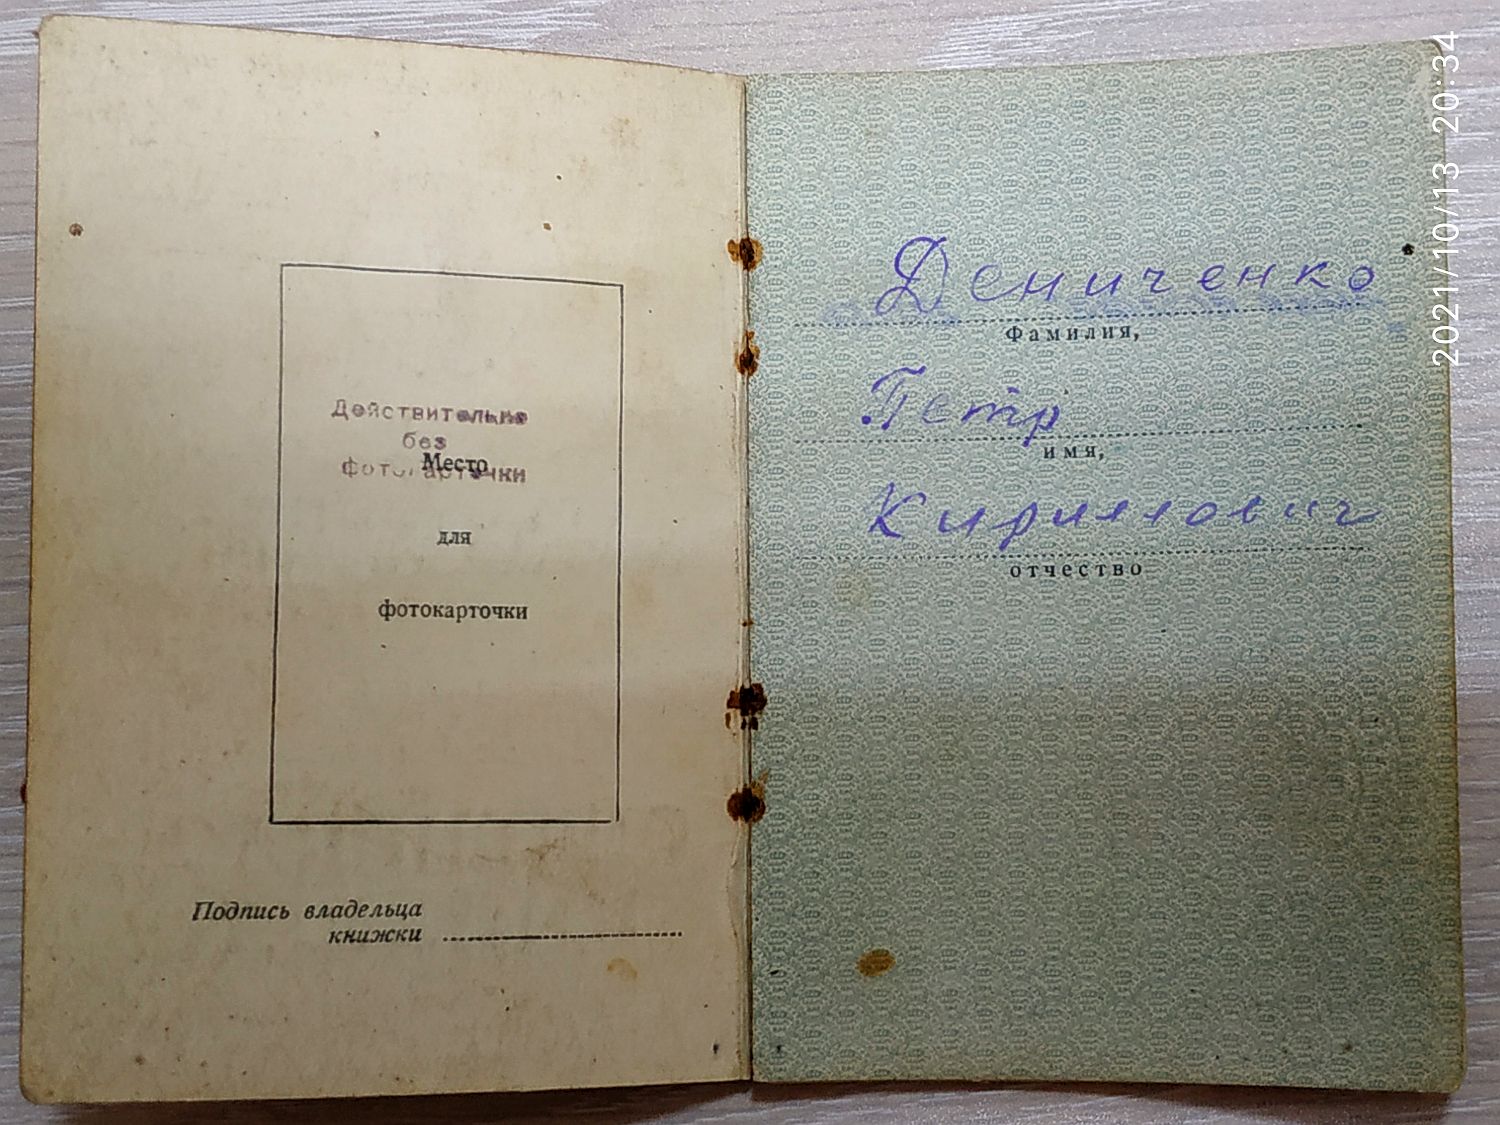 Действительно
без
фотокарточки
Место
для
фотокарточки
Подпись владельца
книжки
Дениченко
Фамилия,
Петр
имя,
Кириллович
отчество
2021/10/13 20:34